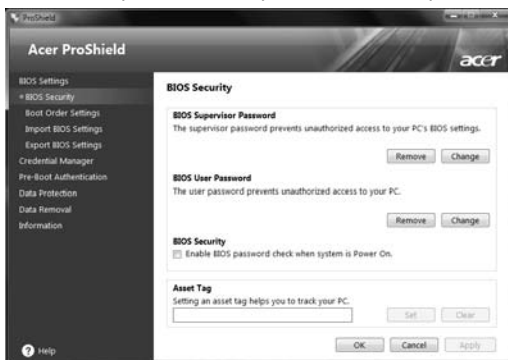 ProShield
Acer ProShield
acer
BIOS Settings
BIOS Security
Boot Order Settings
Import BIOS Settings
Export BIOS Settings
Credential Manager
Pre-Boot Authentication
Data Protection
Data Removal
Information
Help
BIOS Security
BIOS Supervisor Password
The supervisor password prevents unauthorized access to your PC's BIOS settings.
Remove Change
BIOS User Password
The user password prevents unauthorized access to your PC.
Remove Change
BIOS Security
Enable BIOS password check when system is Power On.
Asset Tag
Setting an asset tag helps you to track your PC.
Set Clear
OK Cancel Apply